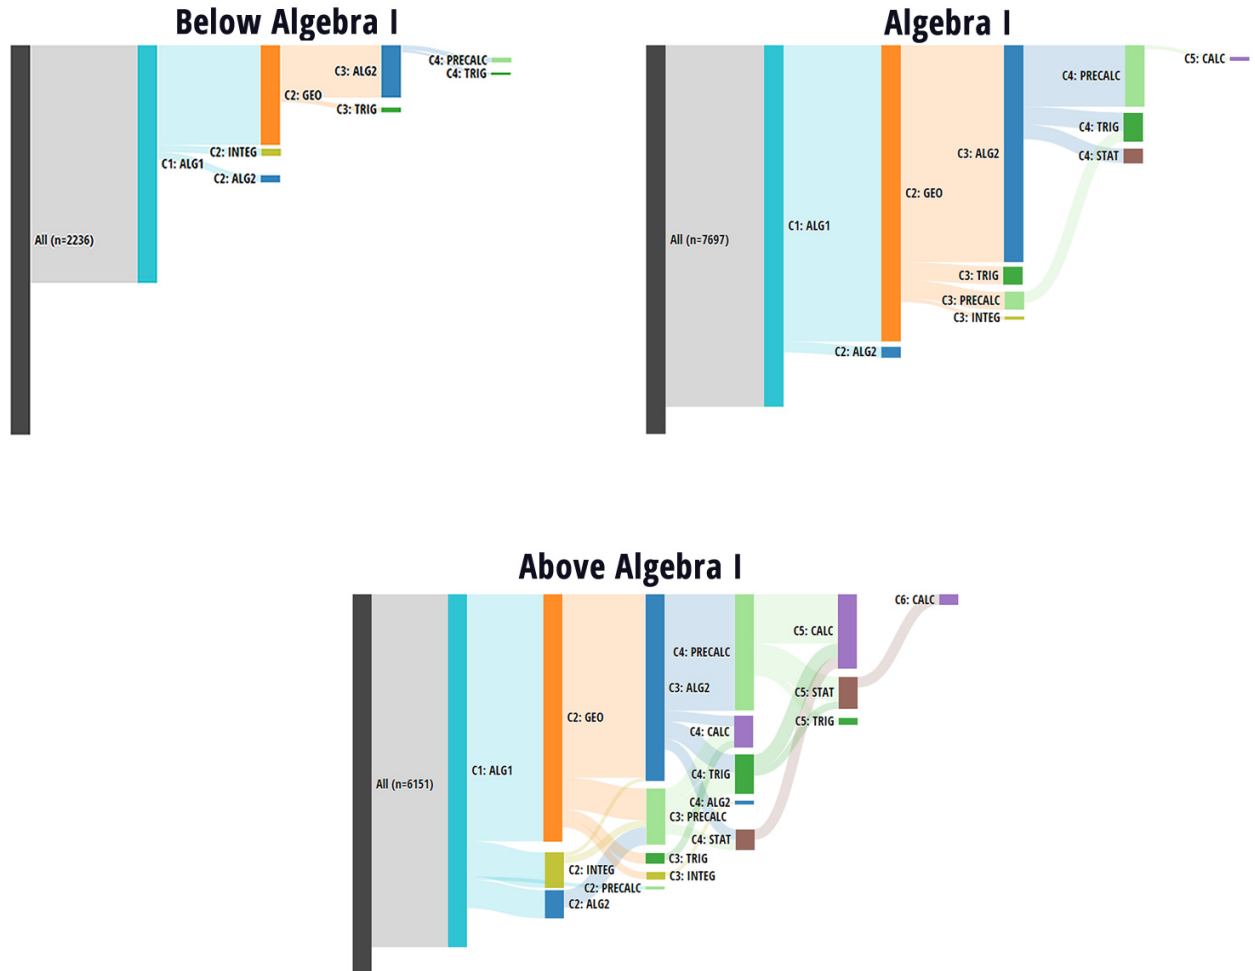 Below Algebra I
All (n=2236)
C1: ALG1
C2: GEO
C2: INTEG
C2: ALG2
C3: ALG2
C3: TRIG
C4: PRECALC
C4: TRIG
Algebra I
All (n=7697)
C1: ALG1
C2: GEO
C2: ALG2
C3: ALG2
C3: TRIG
C3: PRECALC
C3: INTEG
C4: PRECALC
C4: TRIG
C4: STAT
C5: CALC
Above Algebra I
All (n=6151)
C1: ALG1
C2: GEO
C2: INTEG
C2: PRECALC
C2: ALG2
C3: ALG2
C3: PRECALC
C3: TRIG
C3: INTEG
C4: PRECALC
C4: CALC
C4: TRIG
C4: ALG2
C4: STAT
C5: CALC
C5: STAT
C5: TRIG
C6: CALC